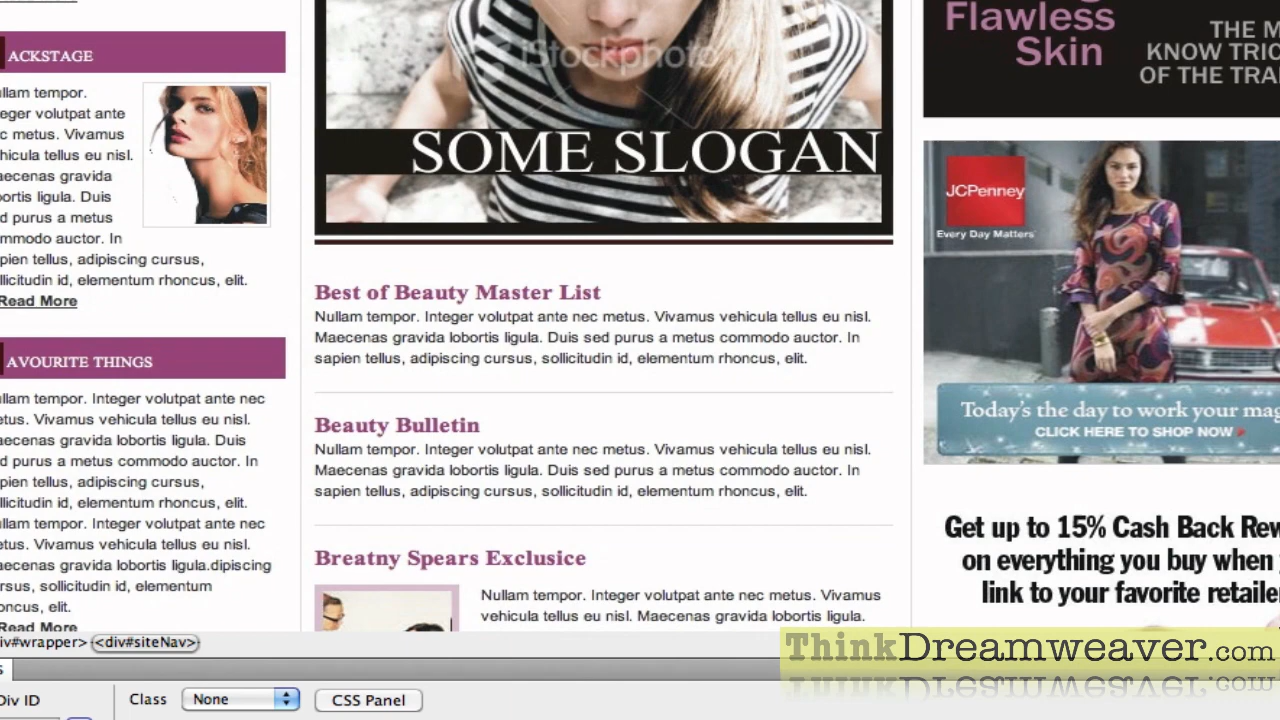 ACKSTAGE
llam tempor.
eger volutpat ante
c metus. Vivamus
hicula tellus eu nisl.
aecenas gravida
bortis ligula. Duis
d purus a metus
mmodo auctor. In
pien tellus, adipiscing cursus,
llicitudin id, elementum rhoncus, elit.
Read More
AVOURITE THINGS
llam tempor. Integer volutpat ante nec
etus. Vivamus vehicula tellus eu nisl.
aecenas gravida lobortis ligula. Duis
d purus a metus commodo auctor. In
pien tellus, adipiscing cursus,
llicitudin id, elementum rhoncus, elit.
llam tempor. Integer volutpat ante nec
etus. Vivamus vehicula tellus eu nisl.
aecenas gravida lobortis ligula.dipiscing
rsus, sollicitudin id, elementum
oncus, elit.
Read More
iStockphoto
SOME SLOGAN
Best of Beauty Master List
Nullam tempor. Integer volutpat ante nec metus. Vivamus vehicula tellus eu nisl.
Maecenas gravida lobortis ligula. Duis sed purus a metus commodo auctor. In
sapien tellus, adipiscing cursus, sollicitudin id, elementum rhoncus, elit.
Beauty Bulletin
Nullam tempor. Integer volutpat ante nec metus. Vivamus vehicula tellus eu nisl.
Maecenas gravida lobortis ligula. Duis sed purus a metus commodo auctor. In
sapien tellus, adipiscing cursus, sollicitudin id, elementum rhoncus, elit.
Breatny Spears Exclusice
Nullam tempor. Integer volutpat ante nec metus. Vivamus
vehicula tellus eu nisl. Maecenas gravida lobortis ligula.
Flawless
Skin
THE M
KNOW TRIC
OF THE TRA
JCPenney
Every Day Matters
Today's the day to work your mag
CLICK HERE TO SHOP NOW
Get up to 15% Cash Back Rew
on everything you buy when
link to your favorite retaile
iv#wrapper> <div#siteNav>
ThinkDreamweaver.com
S
Div ID
Class
None
CSS Panel